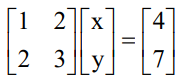 [1 2
2 3] [x
y] = [4
7]